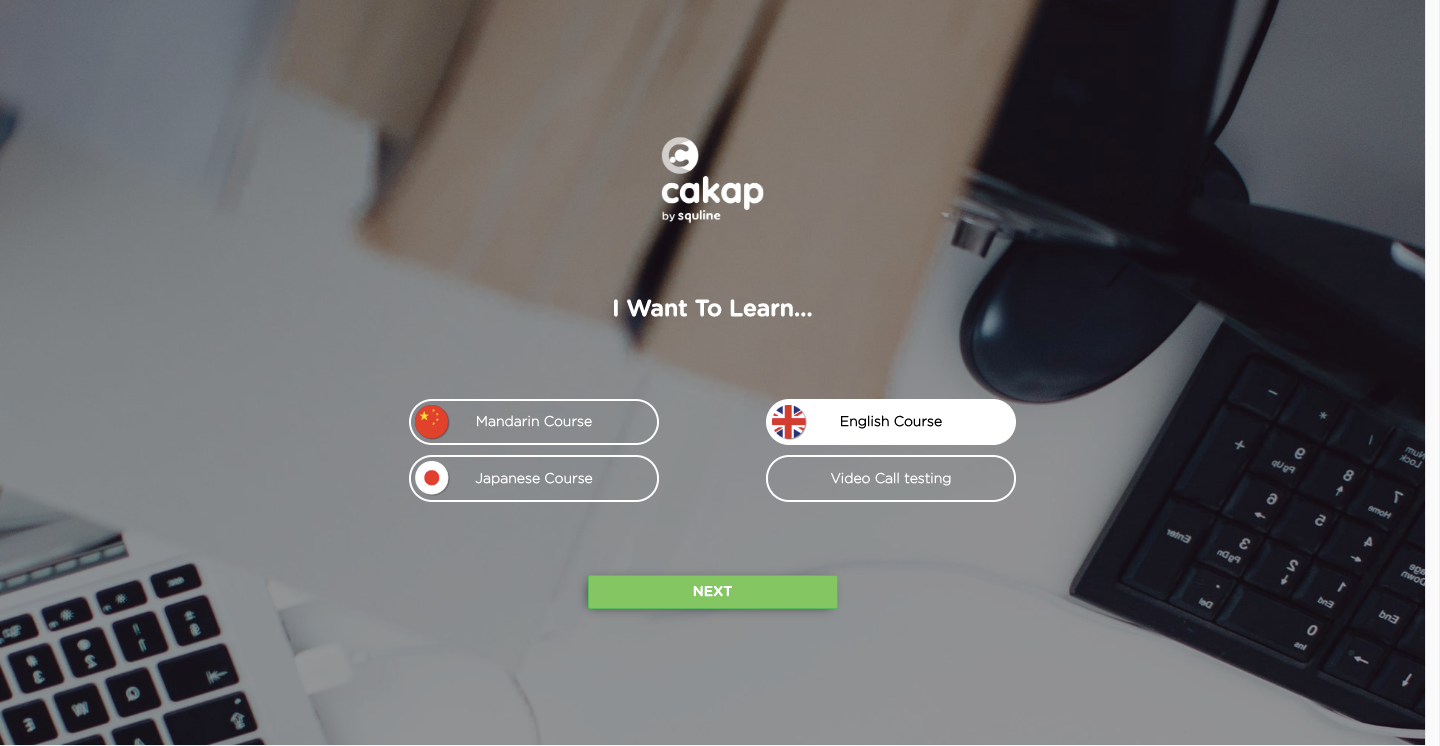 cakap
by squline
I Want To Learn...
Mandarin Course
English Course
Japanese Course
Video Call testing
NEXT